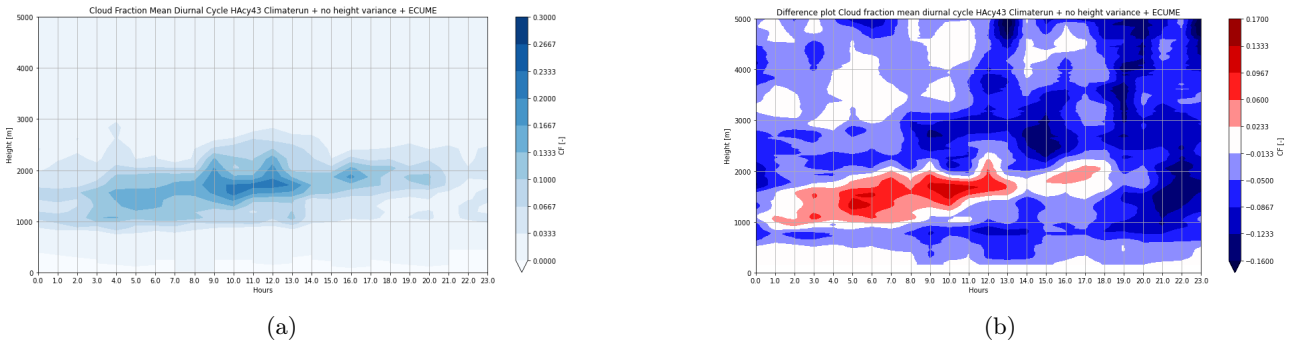 Cloud Fraction Mean Diurnal Cycle HAcy43 Climaterun + no height variance + ECUME
5000
4000
3000
2000
1000
0
Height [m]
0.0 1.0 2.0 3.0 4.0 5.0 6.0 7.0 8.0 9.0 10.0 11.0 12.0 13.0 14.0 15.0 16.0 17.0 18.0 19.0 20.0 21.0 22.0 23.0
Hours
0.3000
0.2667
0.2333
0.2000
0.1667
0.1333
0.1000
0.0667
0.0333
0.0000
CF [-]
(a)
Difference plot Cloud fraction mean diurnal cycle HAcy43 Climaterun + no height variance + ECUME
5000
4000
3000
2000
1000
0
Height [m]
0.0 1.0 2.0 3.0 4.0 5.0 6.0 7.0 8.0 9.0 10.0 11.0 12.0 13.0 14.0 15.0 16.0 17.0 18.0 19.0 20.0 21.0 22.0 23.0
Hours
0.1700
0.1333
0.0967
0.0600
0.0233
−0.0133
−0.0500
−0.0867
−0.1233
−0.1600
CF [-]
(b)